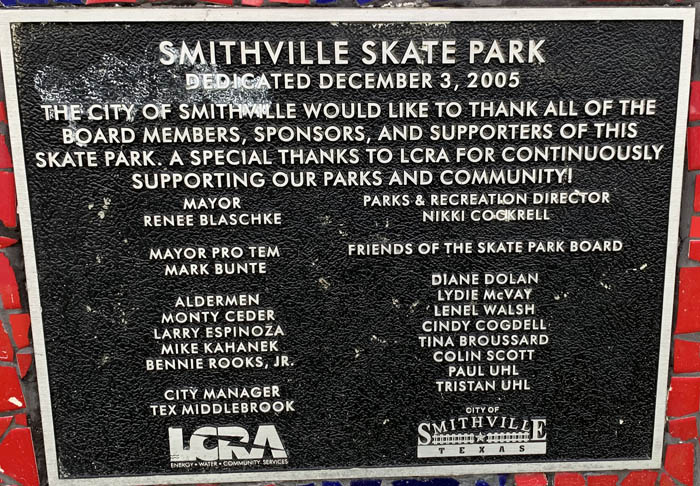 SMITHVILLE SKATE PARK
DEDICATED DECEMBER 3, 2005
THE CITY OF SMITHVILLE WOULD LIKE TO THANK ALL OF THE
BOARD MEMBERS, SPONSORS, AND SUPPORTERS OF THIS
SKATE PARK. A SPECIAL THANKS TO LCRA FOR CONTINUOUSLY
SUPPORTING OUR PARKS AND COMMUNITY!
MAYOR
RENEE BLASCHKE
MAYOR PRO TEM
MARK BUNTE
ALDERMEN
MONTY CEDER
LARRY ESPINOZA
MIKE KAHANEK
BENNIE ROOKS, JR.
CITY MANAGER
TEX MIDDLEBROOK
LCRA
ENERGY • WATER • COMMUNITY SERVICES
PARKS & RECREATION DIRECTOR
NIKKI COCKRELL
FRIENDS OF THE SKATE PARK BOARD
DIANE DOLAN
LYDIE McVAY
LENEL WALSH
CINDY COGDELL
TINA BROUSSARD
COLIN SCOTT
PAUL UHL
TRISTAN UHL
CITY OF
SMITHVILLE
TEXAS